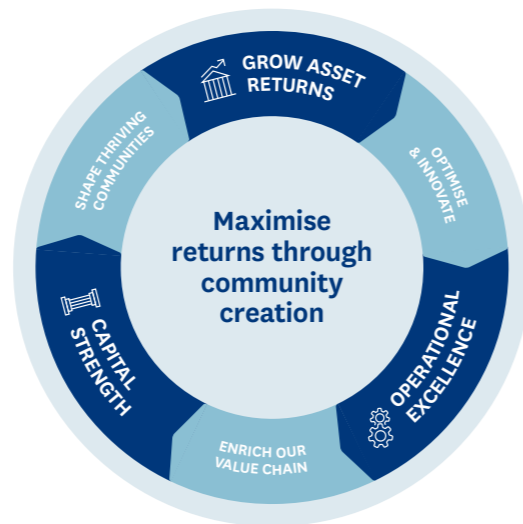 GROW ASSET
RETURNS
OPTIMISE
& INNOVATE
OPERATIONAL
EXCELLENCE
ENRICH OUR
VALUE CHAIN
CAPITAL
STRENGTH
SHAPE THRIVING
COMMUNITIES
Maximise
returns through
community
creation